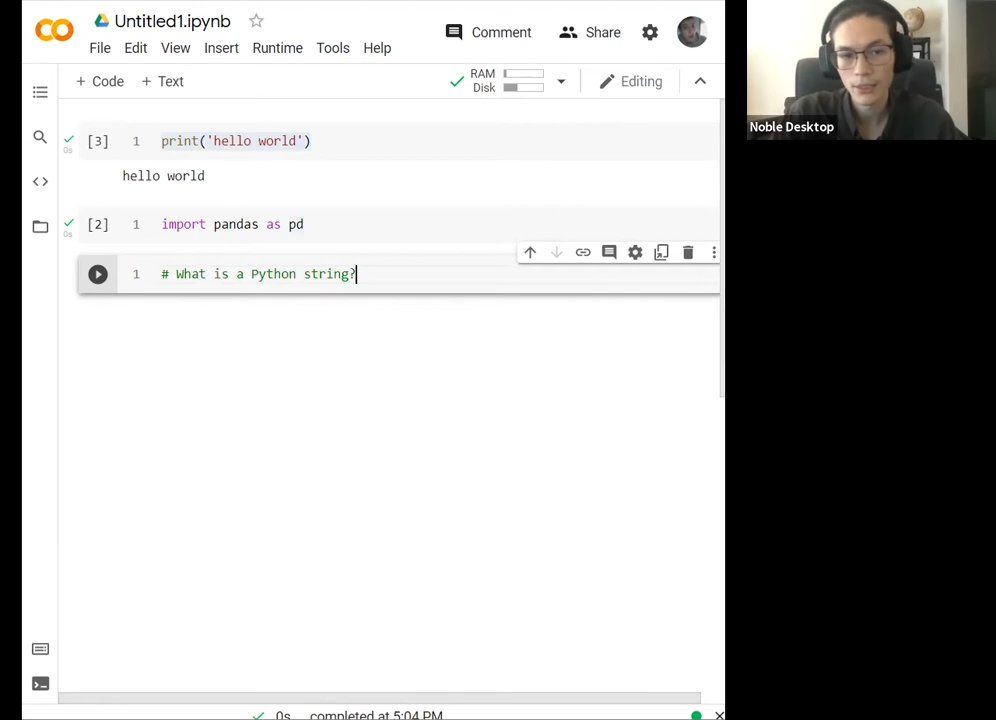 Untitled1.ipynb
Comment
Share
File Edit View Insert Runtime Tools Help
+ Code + Text
RAM
Disk
Editing
[3] 1 print('hello world')
0s
hello world
[2] 1 import pandas as pd
0s
1 # What is a Python string?
0s completed at 5:04 PM
Noble Desktop